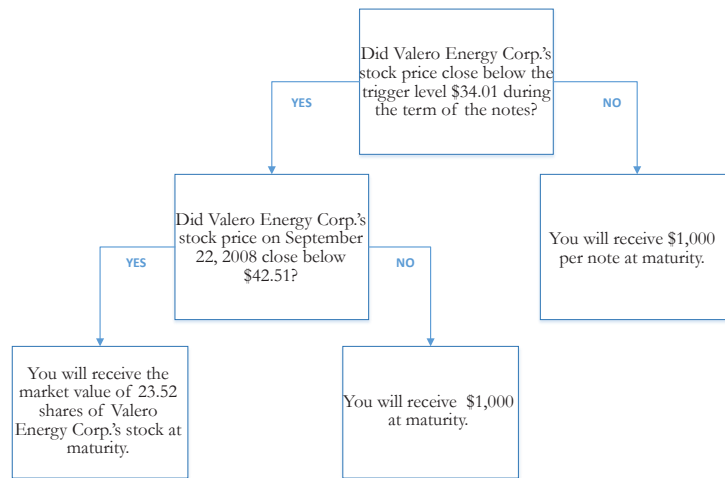 Did Valero Energy Corp.'s
stock price close below the
trigger level $34.01 during
the term of the notes?
YES
NO
Did Valero Energy Corp.'s
stock price on September
22, 2008 close below
$42.51?
You will receive $1,000
per note at maturity.
YES
NO
You will receive the
market value of 23.52
shares of Valero
Energy Corp.'s stock at
maturity.
You will receive $1,000
at maturity.